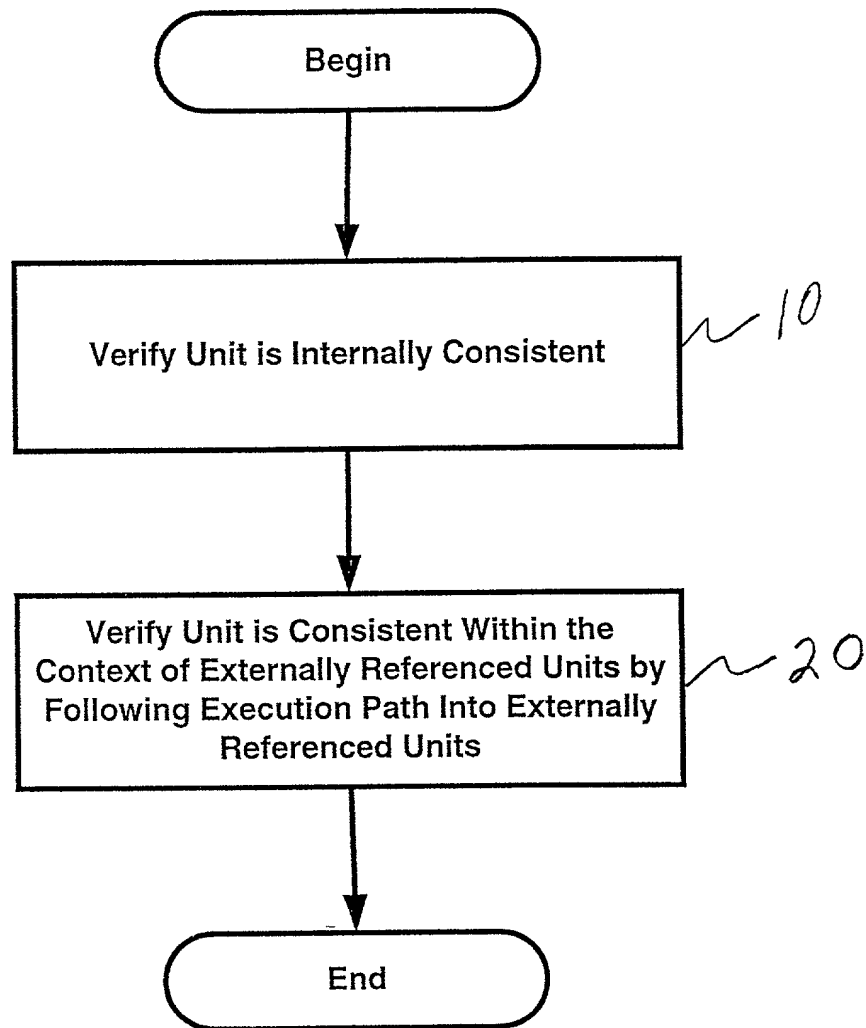 Begin
Verify Unit is Internally Consistent
10
Verify Unit is Consistent Within the
Context of Externally Referenced Units by
Following Execution Path Into Externally
Referenced Units
20
End